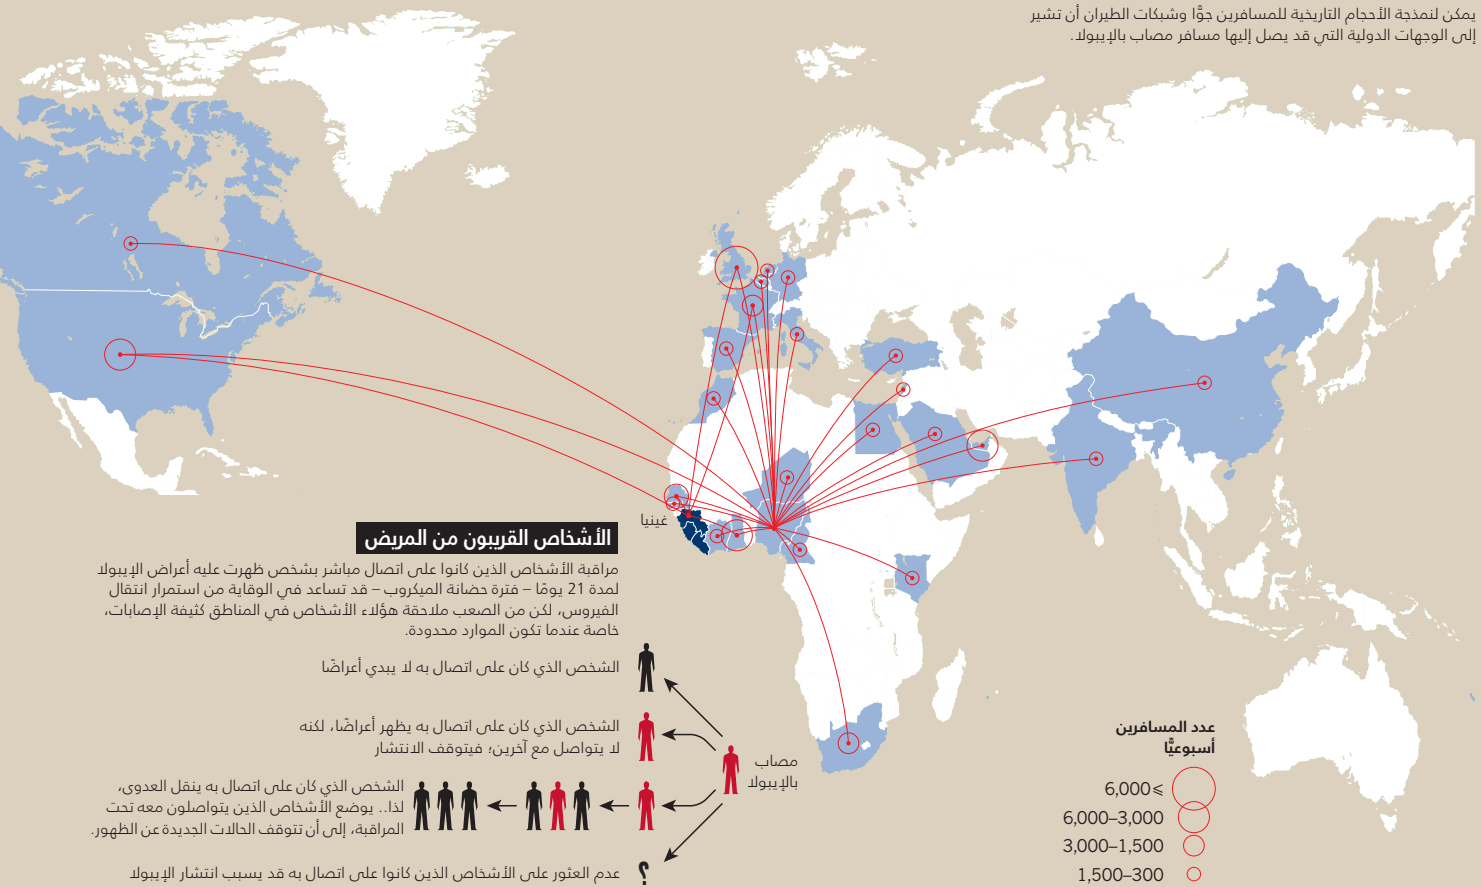 يمكن لنمذجة الأحجام التاريخية للمسافرين جوًّا وشبكات الطيران أن تشير
إلى الوجهات الدولية التي قد يصل إليها مسافر مصاب بالإيبولا.
غينيا
الأشخاص القريبون من المريض
مراقبة الأشخاص الذين كانوا على اتصال مباشر بشخص ظهرت عليه أعراض الإيبولا
لمدة 21 يومًا – فترة حضانة الميكروب – قد تساعد في الوقاية من استمرار انتقال
الفيروس، لكن من الصعب ملاحقة هؤلاء الأشخاص في المناطق كثيفة الإصابات،
خاصة عندما تكون الموارد محدودة.
الشخص الذي كان على اتصال به لا يبدي أعراضًا
الشخص الذي كان على اتصال به يظهر أعراضًا، لكنه
لا يتواصل مع آخرين؛ فيتوقف الانتشار
مصاب
بالإيبولا
الشخص الذي كان على اتصال به ينقل العدوى،
لذا.. يوضع الأشخاص الذين يتواصلون معه تحت
المراقبة، إلى أن تتوقف الحالات الجديدة عن الظهور.
؟
عدم العثور على الأشخاص الذين كانوا على اتصال به قد يسبب انتشار الإيبولا
عدد المسافرين
أسبوعيًّا
6,000⩽
6,000–3,000
3,000–1,500
1,500–300